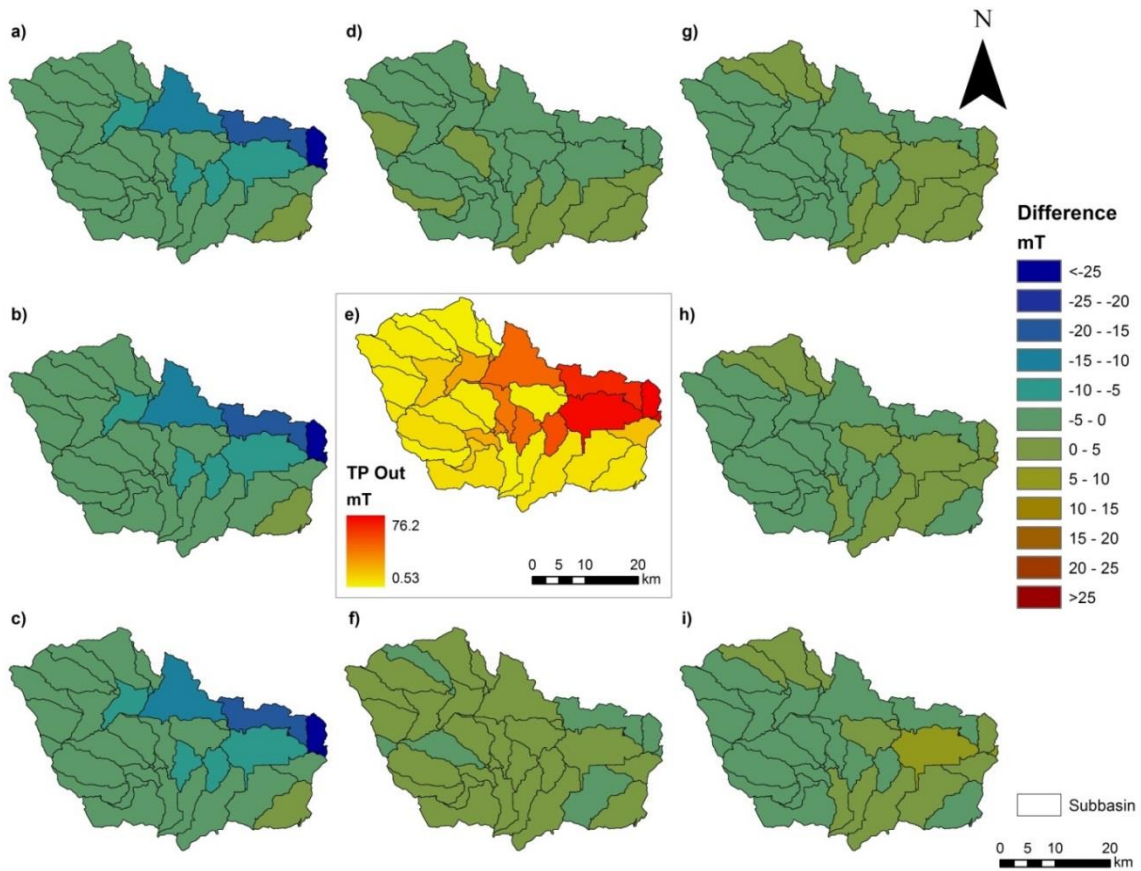 a)
d)
g)
N
b)
e)
h)
TP Out
mT
76.2
0.53
0 5 10 20
km
Difference
mT
<-25
-25 - -20
-20 - -15
-15 - -10
-10 - -5
-5 - 0
0 - 5
5 - 10
10 - 15
15 - 20
20 - 25
>25
c)
f)
i)
Subbasin
0 5 10 20
km